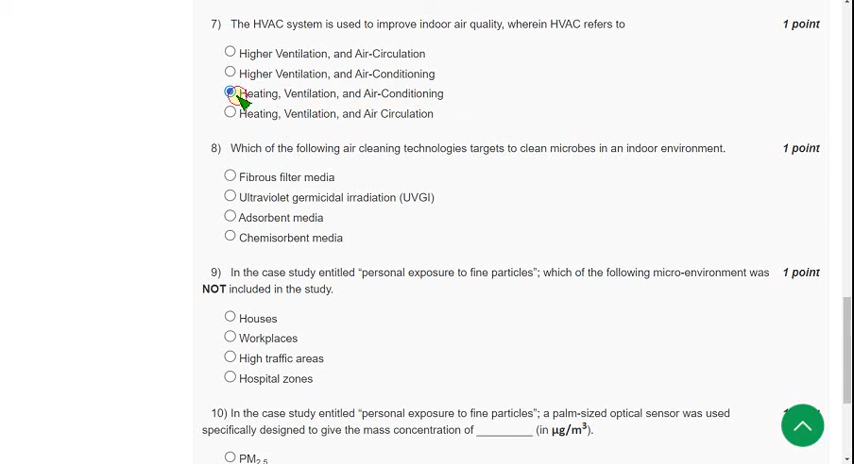 7) The HVAC system is used to improve indoor air quality, wherein HVAC refers to 1 point
Higher Ventilation, and Air-Circulation
Higher Ventilation, and Air-Conditioning
Heating, Ventilation, and Air-Conditioning
Heating, Ventilation, and Air Circulation
8) Which of the following air cleaning technologies targets to clean microbes in an indoor environment. 1 point
Fibrous filter media
Ultraviolet germicidal irradiation (UVGI)
Adsorbent media
Chemisorbent media
9) In the case study entitled “personal exposure to fine particles”; which of the following micro-environment was 1 point
NOT included in the study.
Houses
Workplaces
High traffic areas
Hospital zones
10) In the case study entitled “personal exposure to fine particles”; a palm-sized optical sensor was used
specifically designed to give the mass concentration of _________ (in µg/m³).
PM2.5